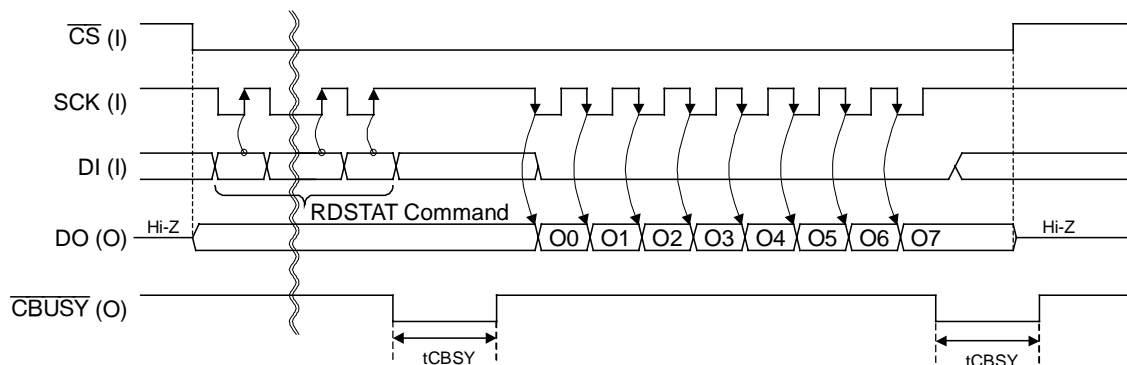 CS (I)
SCK (I)
DI (I)
RDSTAT Command
Hi-Z
Hi-Z
DO (O)
O0 O1 O2 O3 O4 O5 O6 O7
CBUSY (O)
tCBSY
tCBSY